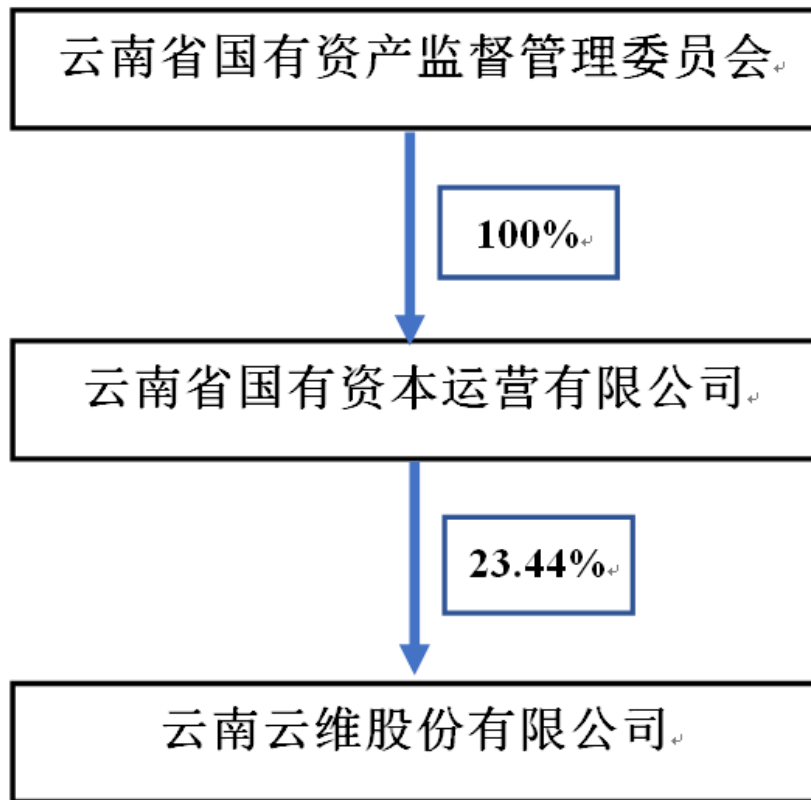 云南省国有资产监督管理委员会
100%
云南省国有资本运营有限公司
23.44%
云南云维股份有限公司